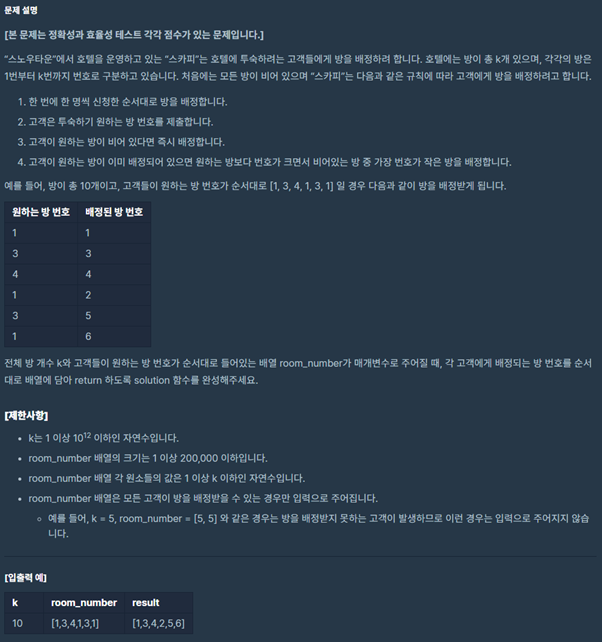 문제 설명
[본 문제는 정확성과 효율성 테스트 각각 점수가 있는 문제입니다.]
“스노우타운”에서 호텔을 운영하고 있는 “스카피”는 호텔에 투숙하려는 고객들에게 방을 배정하려 합니다. 호텔에는 방이 총 k개 있으며, 각각의 방은
1번부터 k번까지 번호로 구분하고 있습니다. 처음에는 모든 방이 비어 있으며 “스카피”는 다음과 같은 규칙에 따라 고객에게 방을 배정하려고 합니다.
1. 한 번에 한 명씩 신청한 순서대로 방을 배정합니다.
2. 고객은 투숙하기 원하는 방 번호를 제출합니다.
3. 고객이 원하는 방이 비어 있다면 즉시 배정합니다.
4. 고객이 원하는 방이 이미 배정되어 있으면 원하는 방보다 번호가 크면서 비어있는 방 중 가장 번호가 작은 방을 배정합니다.
예를 들어, 방이 총 10개이고, 고객들이 원하는 방 번호가 순서대로 [1, 3, 4, 1, 3, 1] 일 경우 다음과 같이 방을 배정받게 됩니다.
원하는 방 번호 배정된 방 번호
1 1
3 3
4 4
1 2
3 5
1 6
전체 방 개수 k와 고객들이 원하는 방 번호가 순서대로 들어있는 배열 room_number가 매개변수로 주어질 때, 각 고객에게 배정되는 방 번호를 순서
대로 배열에 담아 return 하도록 solution 함수를 완성해주세요.
[제한사항]
• k는 1 이상 10¹² 이하인 자연수입니다.
• room_number 배열의 크기는 1 이상 200,000 이하입니다.
• room_number 배열 각 원소들의 값은 1 이상 k 이하인 자연수입니다.
• room_number 배열은 모든 고객이 방을 배정받을 수 있는 경우만 입력으로 주어집니다.
○ 예를 들어, k = 5, room_number = [5, 5] 와 같은 경우는 방을 배정받지 못하는 고객이 발생하므로 이런 경우는 입력으로 주어지지 않습
니다.
[입출력 예]
k room_number result
10 [1,3,4,1,3,1] [1,3,4,2,5,6]